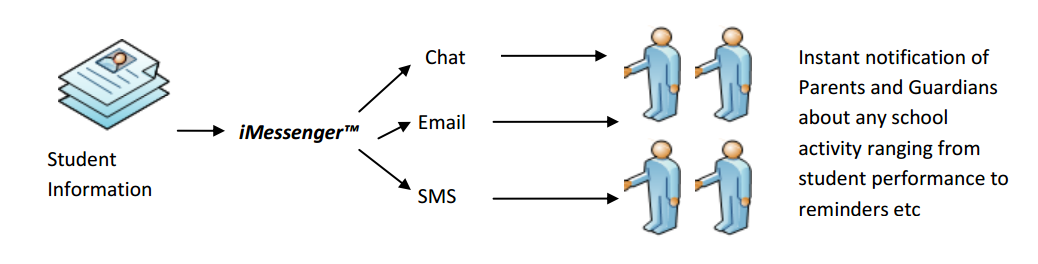 Student
Information
iMessenger™
Chat
Email
SMS
Instant notification of
Parents and Guardians
about any school
activity ranging from
student performance to
reminders etc